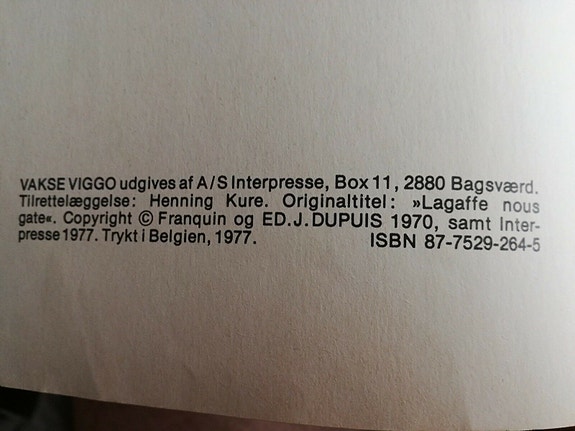 VAKSE VIGGO udgives af A/S Interpresse, Box 11, 2880 Bagsværd.
Tilrettelæggelse: Henning Kure. Originaltitel: »Lagaffe nous
gate«. Copyright © Franquin og ED.J.DUPUIS 1970, samt Inter-
presse 1977. Trykt i Belgien, 1977. ISBN 87-7529-264-5